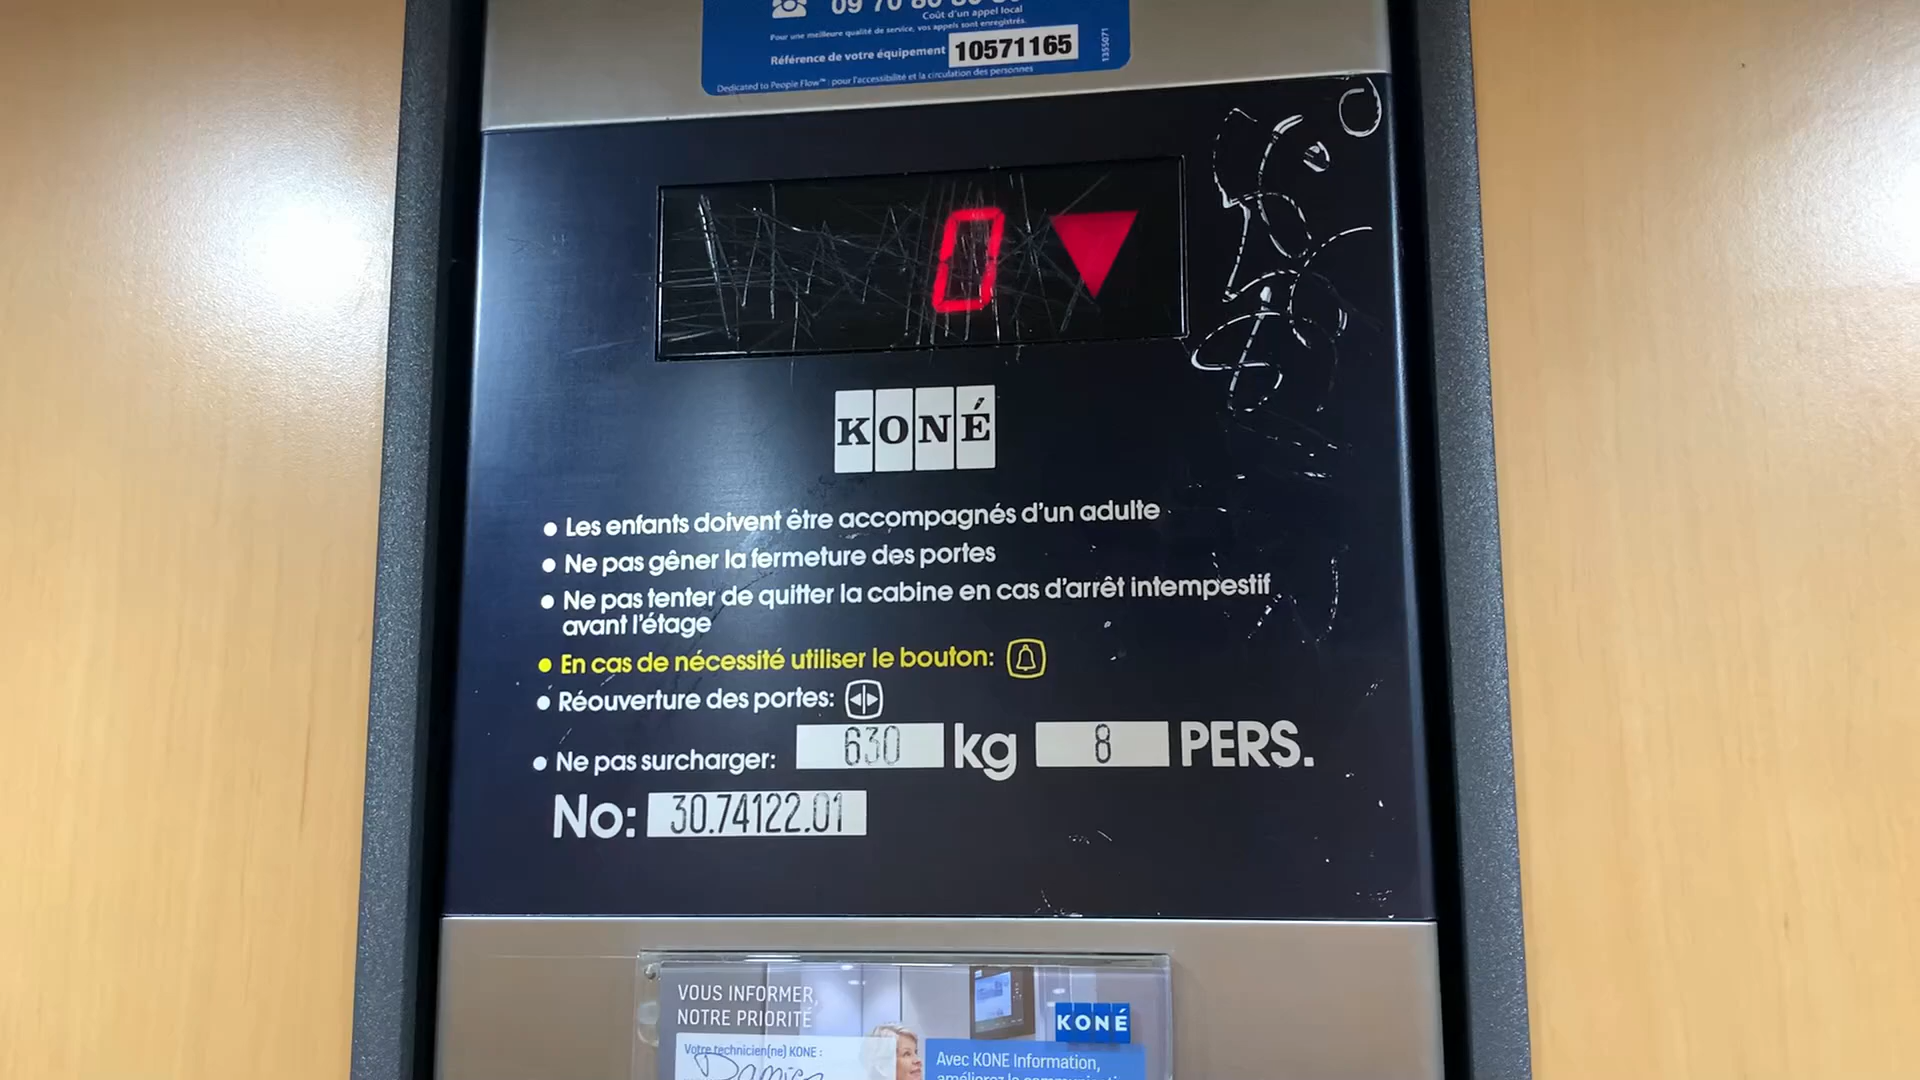 Coût d'un appel local
Pour une meilleure qualité de service, vos appels sont enregistrés.
Référence de votre équipement 10571165
1355071
Dedicated to People Flow™ : pour l'accessibilité et la circulation des personnes
0
KONÉ
• Les enfants doivent être accompagnés d'un adulte
• Ne pas gêner la fermeture des portes
• Ne pas tenter de quitter la cabine en cas d'arrêt intempestif
avant l'étage
• En cas de nécessité utiliser le bouton:
• Réouverture des portes:
• Ne pas surcharger: 630 kg 8 PERS.
No: 30.74122.01
VOUS INFORMER,
NOTRE PRIORITÉ
KONÉ
Votre technicien(ne) KONE :
Avec KONE Information,